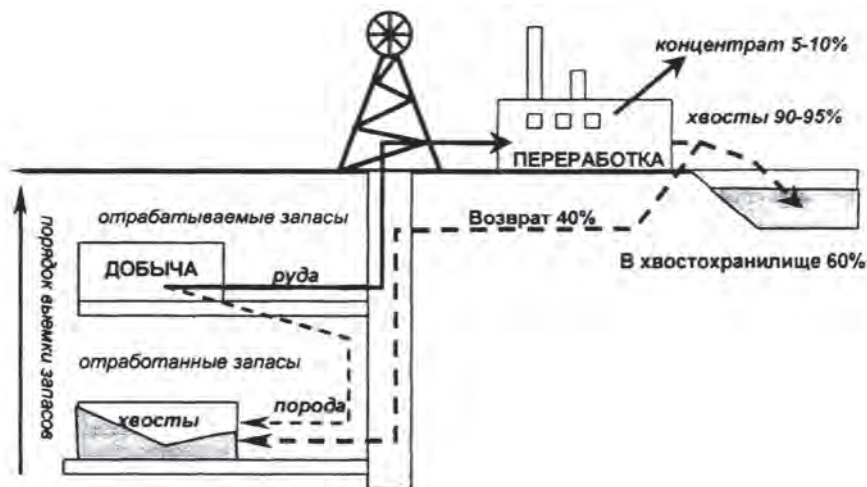 концентрат 5-10%
хвосты 90-95%
ПЕРЕРАБОТКА
отрабатываемые запасы
Возврат 40%
ДОБЫЧА
руда
В хвостохранилище 60%
порядок выемки запасов
отработанные запасы
хвосты
порода